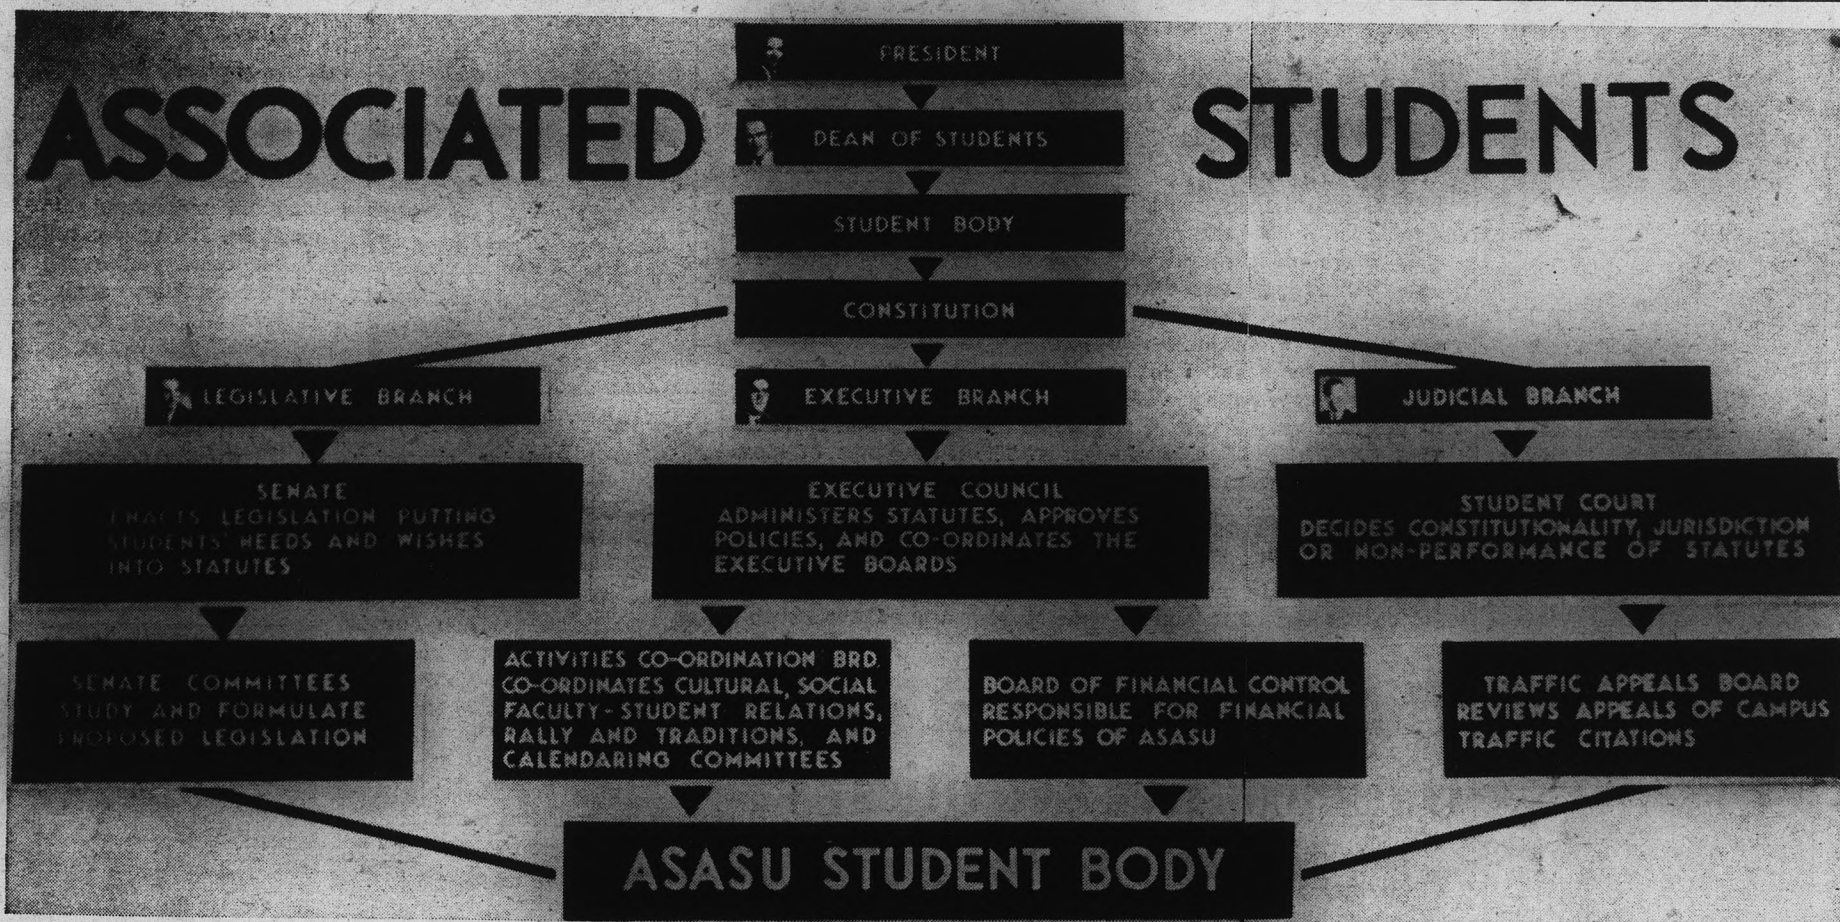 ASSOCIATED STUDENTS
PRESIDENT
DEAN OF STUDENTS
STUDENT BODY
CONSTITUTION
LEGISLATIVE BRANCH
EXECUTIVE BRANCH
JUDICIAL BRANCH
SENATE
ENACTS LEGISLATION PUTTING
STUDENTS' NEEDS AND WISHES
INTO STATUTES
EXECUTIVE COUNCIL
ADMINISTERS STATUTES, APPROVES
POLICIES, AND CO-ORDINATES THE
EXECUTIVE BOARDS
STUDENT COURT
DECIDES CONSTITUTIONALITY, JURISDICTION
OR NON-PERFORMANCE OF STATUTES
SENATE COMMITTEES
STUDY AND FORMULATE
PROPOSED LEGISLATION
ACTIVITIES CO-ORDINATION BRD.
CO-ORDINATES CULTURAL, SOCIAL
FACULTY-STUDENT RELATIONS,
RALLY AND TRADITIONS, AND
CALENDARING COMMITTEES
BOARD OF FINANCIAL CONTROL
RESPONSIBLE FOR FINANCIAL
POLICIES OF ASASU
TRAFFIC APPEALS BOARD
REVIEWS APPEALS OF CAMPUS
TRAFFIC CITATIONS
ASASU STUDENT BODY